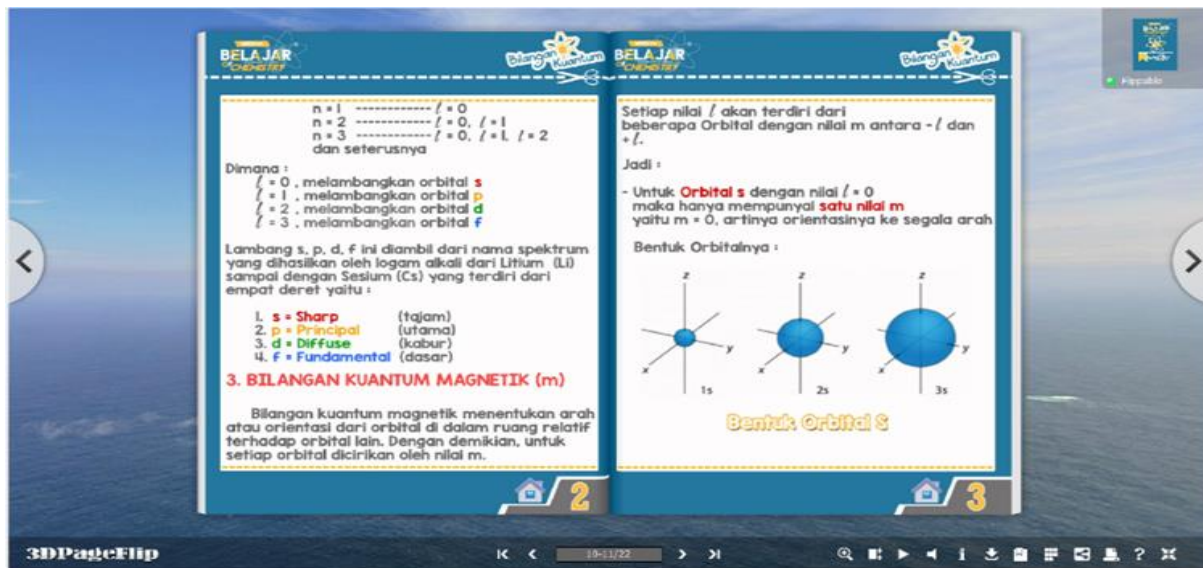 BELAJAR
CHEMISTRY
Bilangan Kuantum
n = 1 ------------ ℓ = 0
n = 2 ------------ ℓ = 0, ℓ = 1
n = 3 ------------ ℓ = 0, ℓ = 1, ℓ = 2
dan seterusnya
Dimana :
ℓ = 0 , melambangkan orbital s
ℓ = 1 , melambangkan orbital p
ℓ = 2 , melambangkan orbital d
ℓ = 3 , melambangkan orbital f
Lambang s, p, d, f ini diambil dari nama spektrum
yang dihasilkan oleh logam alkali dari Litium (Li)
sampai dengan Sesium (Cs) yang terdiri dari
empat deret yaitu :
1. s = Sharp (tajam)
2. p = Principal (utama)
3. d = Diffuse (kabur)
4. f = Fundamental (dasar)
3. BILANGAN KUANTUM MAGNETIK (m)
Bilangan kuantum magnetik menentukan arah
atau orientasi dari orbital di dalam ruang relatif
terhadap orbital lain. Dengan demikian, untuk
setiap orbital dicirikan oleh nilai m.
2
BELAJAR
CHEMISTRY
Bilangan Kuantum
Setiap nilai ℓ akan terdiri dari
beberapa Orbital dengan nilai m antara -ℓ dan
+ℓ.
Jadi :
- Untuk Orbital s dengan nilai ℓ = 0
maka hanya mempunyai satu nilai m
yaitu m = 0, artinya orientasinya ke segala arah
Bentuk Orbitalnya :
z z z
y y y
x x x
1s 2s 3s
Bentuk Orbital S
3
Flippable
3DPageFlip
10-11/22